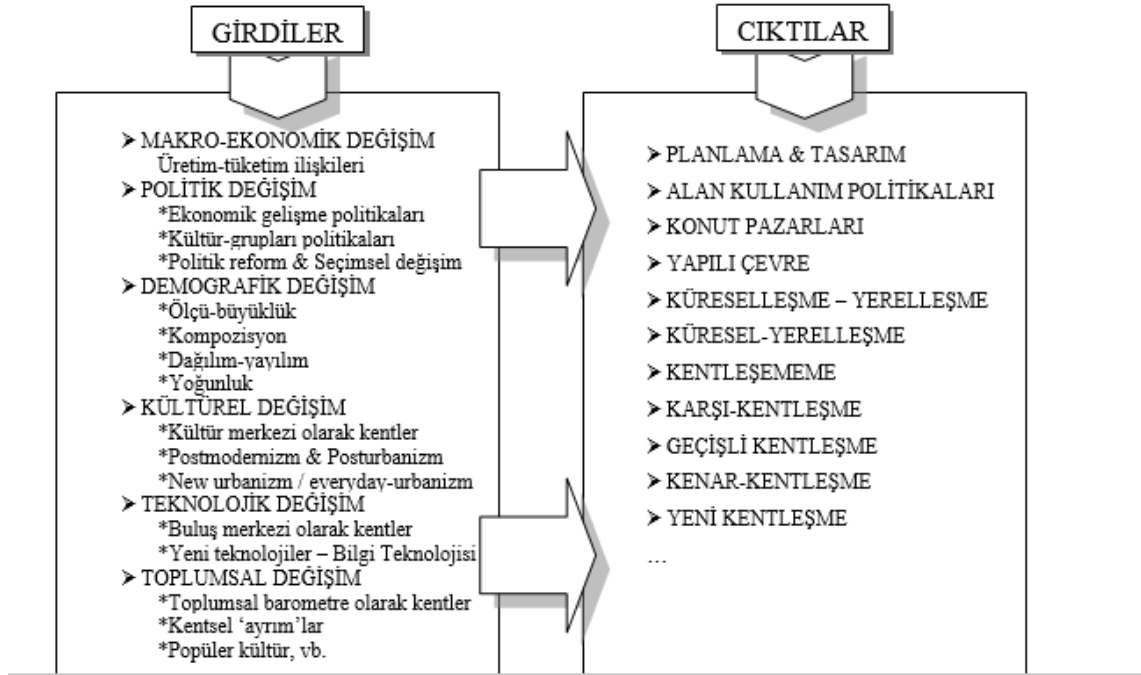 GİRDİLER
➢ MAKRO-EKONOMİK DEĞİŞİM
Üretim-tüketim ilişkileri
➢ POLİTİK DEĞİŞİM
*Ekonomik gelişme politikaları
*Kültür-grupları politikaları
*Politik reform & Seçimsel değişim
➢ DEMOGRAFİK DEĞİŞİM
*Ölçü-büyüklük
*Kompozisyon
*Dağılım-yayılım
*Yoğunluk
➢ KÜLTÜREL DEĞİŞİM
*Kültür merkezi olarak kentler
*Postmodernizm & Posturbanizm
*New urbanizm / everyday-urbanizm
➢ TEKNOLOJİK DEĞİŞİM
*Buluş merkezi olarak kentler
*Yeni teknolojiler – Bilgi Teknolojisi
➢ TOPLUMSAL DEĞİŞİM
*Toplumsal barometre olarak kentler
*Kentsel ‘ayrım’lar
*Popüler kültür, vb.
CIKTILAR
➢ PLANLAMA & TASARIM
➢ ALAN KULLANIM POLİTİKALARI
➢ KONUT PAZARLARI
➢ YAPILI ÇEVRE
➢ KÜRESELLEŞME – YERELLEŞME
➢ KÜRESEL-YERELLEŞME
➢ KENTLEŞEMEME
➢ KARŞI-KENTLEŞME
➢ GEÇİŞLİ KENTLEŞME
➢ KENAR-KENTLEŞME
➢ YENİ KENTLEŞME
…